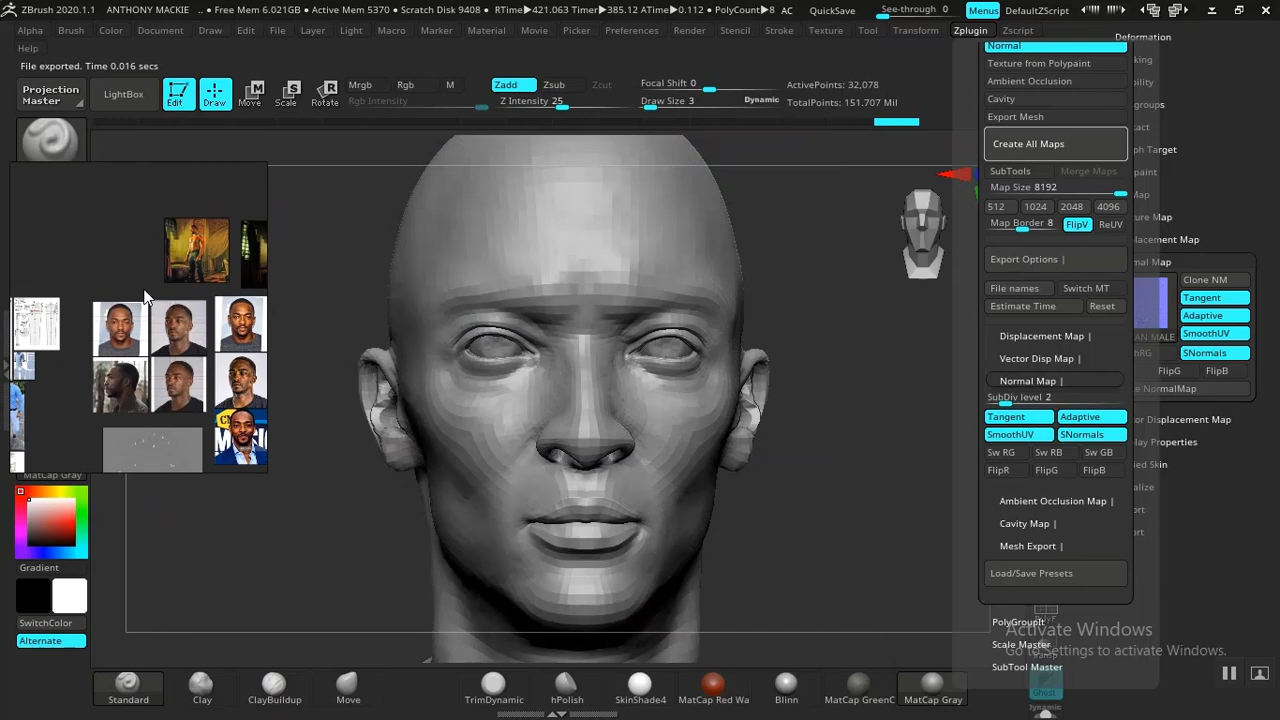 ZBrush 2020.1.1 ANTHONY MACKIE .. • Free Mem 6.021GB • Active Mem 5370 • Scratch Disk 9408 • RTime▶421.063 Timer▶385.12 ATime▶0.112 • PolyCount▶8 AC QuickSave See-through 0 Menus DefaultZScript
Alpha Brush Color Document Draw Edit File Layer Light Macro Marker Material Movie Picker Preferences Render Stencil Stroke Texture Tool Transform Zplugin Zscript
Help
Deformation
File exported. Time 0.016 secs
Projection Master
LightBox
Edit Draw Move Scale Rotate
Mrgb Rgb M
Rgb Intensity
Zadd Zsub Zcut
Z Intensity 25
Focal Shift 0
Draw Size 3 Dynamic
ActivePoints: 32,078
TotalPoints: 151.707 Mil
Normal
Texture from Polypaint
Ambient Occlusion
Cavity
Export Mesh
Create All Maps
SubTools Merge Maps
Map Size 8192
512 1024 2048 4096
Map Border 8 FlipV ReUV
Export Options |
File names Switch MT
Estimate Time Reset
Displacement Map |
Vector Disp Map |
Normal Map |
SubDiv level 2
Tangent Adaptive
SmoothUV SNormals
Sw RG Sw RB Sw GB
FlipR FlipG FlipB
Ambient Occlusion Map |
Cavity Map |
Mesh Export |
Load/Save Presets
PolyGroupIt
Scale Master
SubTool Master
Clone NM
Tangent
Adaptive
SmoothUV
SNormals
FlipG FlipB
NormalMap
Displacement Map
Display Properties
Skin
MatCap Gray
Gradient
SwitchColor
Alternate
Transp
Ghost
Dynamic
Activate Windows
Go to Settings to activate Windows.
Standard Clay ClayBuildup Move TrimDynamic hPolish SkinShade4 MatCap Red Wa Blinn MatCap GreenC MatCap Gray